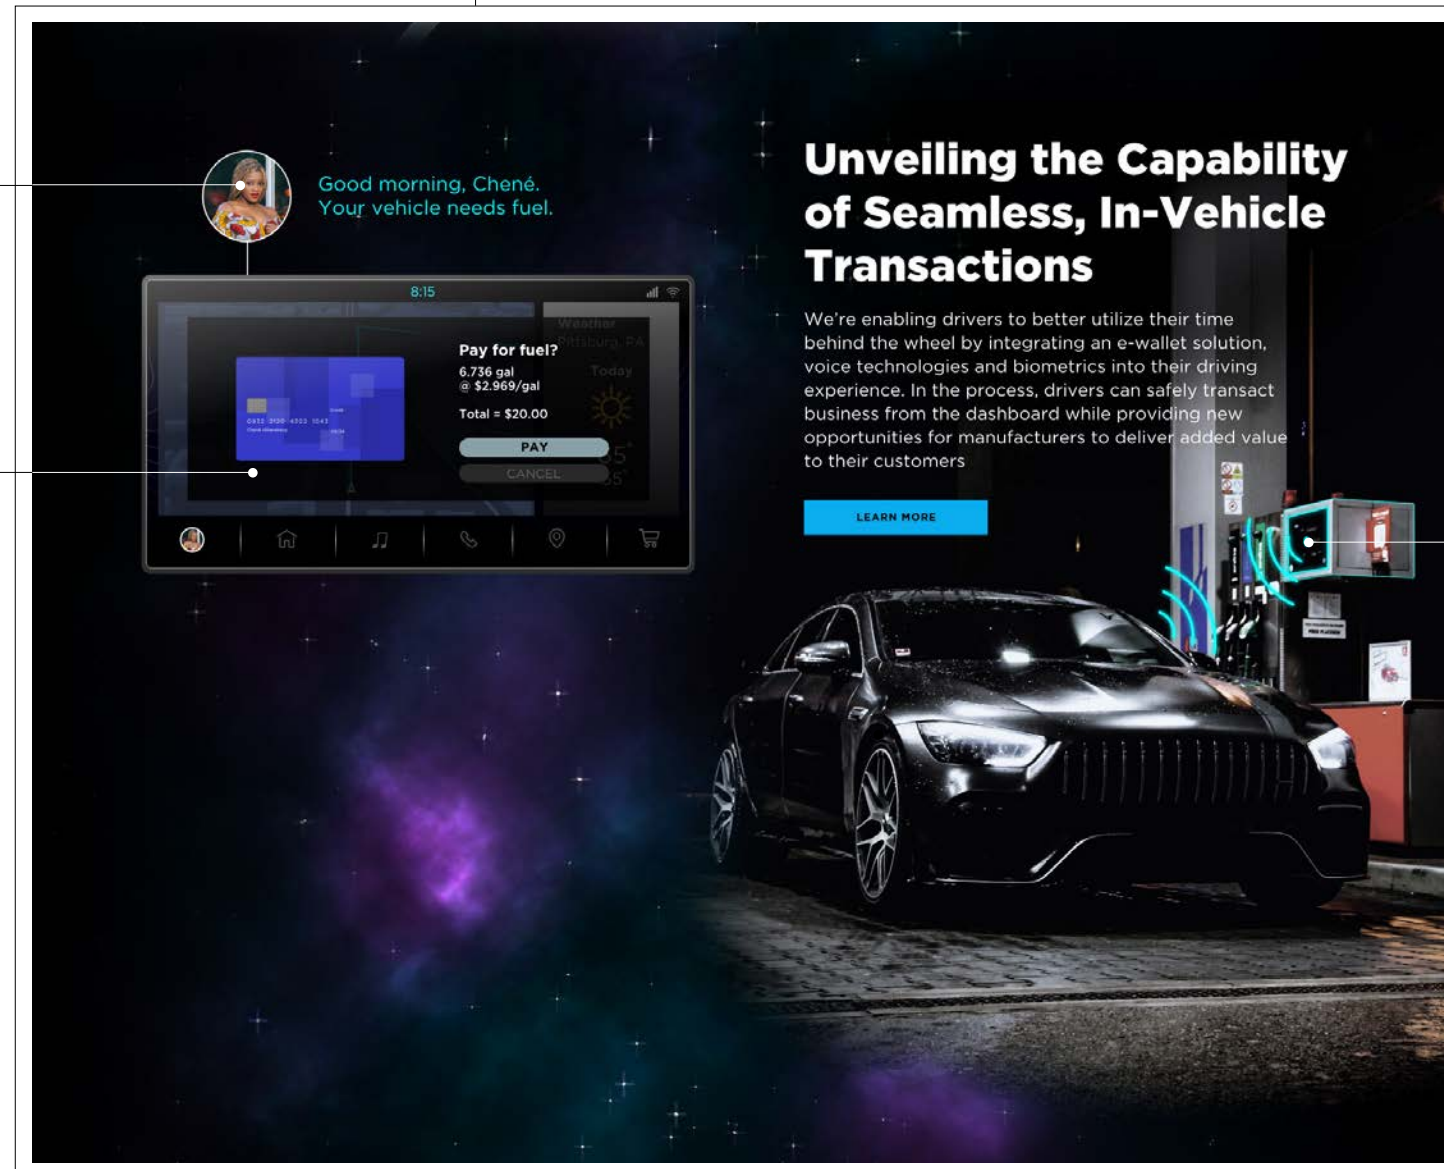 Good morning, Chené.
Your vehicle needs fuel.
8:15
Weather
Pittsburg, PA
Today
Pay for fuel?
6.736 gal
@ $2.969/gal
Total = $20.00
PAY
CANCEL
Unveiling the Capability
of Seamless, In-Vehicle
Transactions
We're enabling drivers to better utilize their time
behind the wheel by integrating an e-wallet solution,
voice technologies and biometrics into their driving
experience. In the process, drivers can safely transact
business from the dashboard while providing new
opportunities for manufacturers to deliver added value
to their customers
LEARN MORE